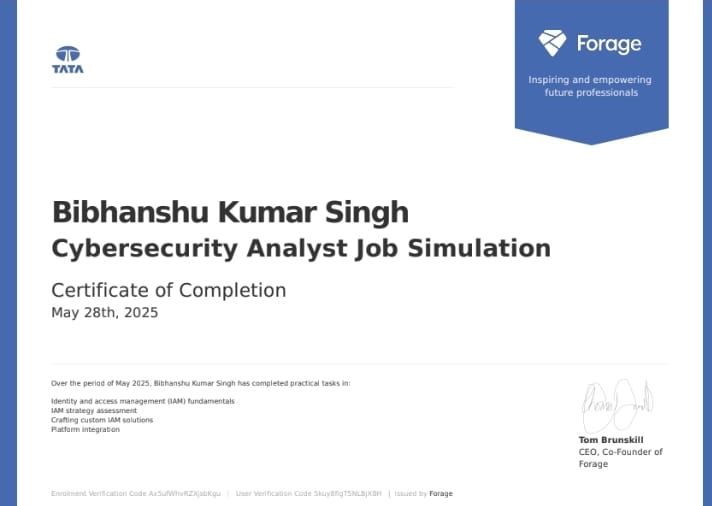 TATA
Forage
Inspiring and empowering
future professionals
Bibhanshu Kumar Singh
Cybersecurity Analyst Job Simulation
Certificate of Completion
May 28th, 2025
Over the period of May 2025, Bibhanshu Kumar Singh has completed practical tasks in:
Identity and access management (IAM) fundamentals
IAM strategy assessment
Crafting custom IAM solutions
Platform integration
Tom Brunskill
CEO, Co-Founder of
Forage
Enrolment Verification Code | User Verification Code | Issued by Forage